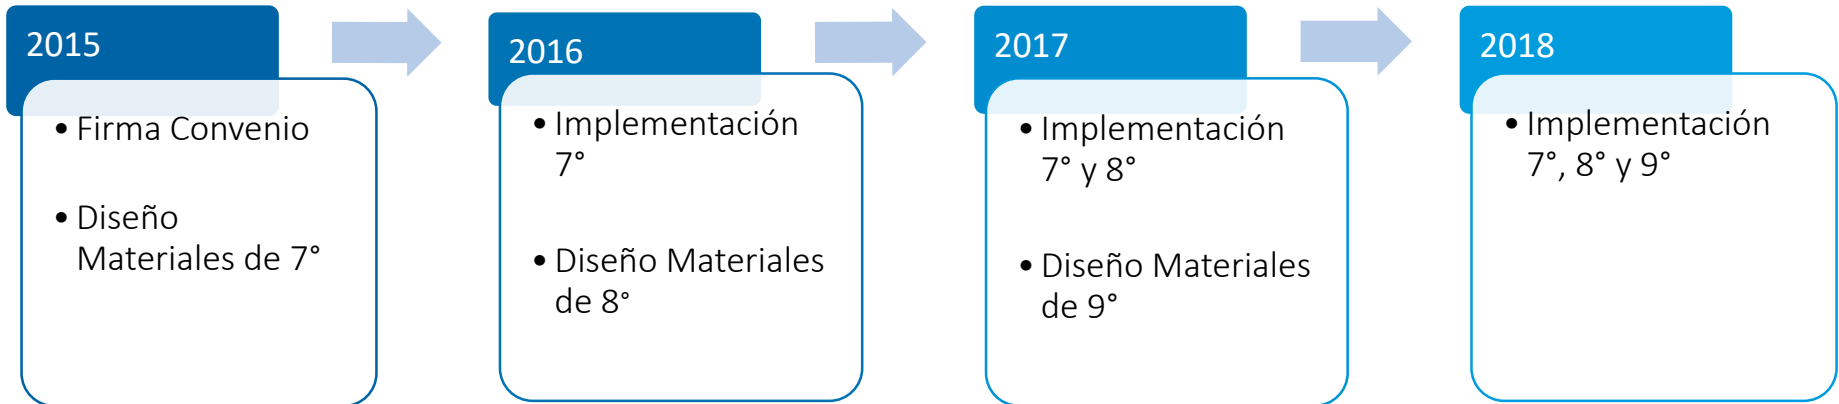 2015
• Firma Convenio
• Diseño
Materiales de 7°
2016
• Implementación
7°
• Diseño Materiales
de 8°
2017
• Implementación
7° y 8°
• Diseño Materiales
de 9°
2018
• Implementación
7°, 8° y 9°